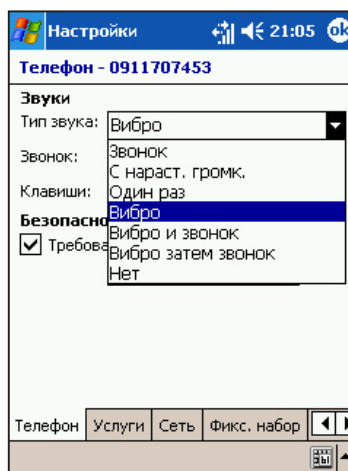 Настройки 21:05 ok
Телефон - 0911707453
Звуки
Тип звука: Вибро
Звонок:
Звонок
С нараст. громк.
Клавиши:
Один раз
Вибро
Безопасно
Вибро и звонок
Требова
Вибро затем звонок
Нет
Телефон Услуги Сеть Фикс. набор